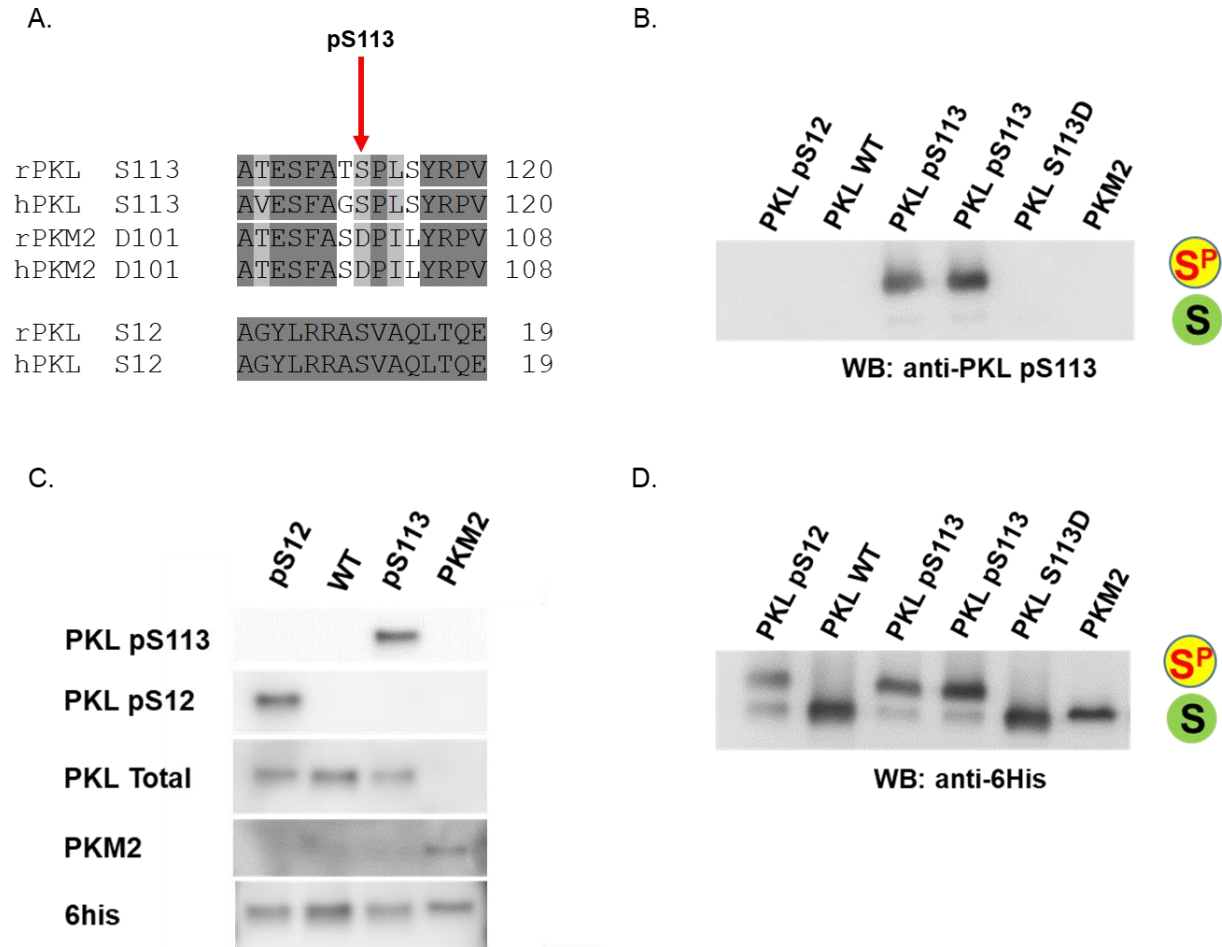 A.
pS113
rPKL S113 ATESFATSPLSYRPV 120
hPKL S113 AVESFAGSPLSYRPV 120
rPKM2 D101 ATESFASDPILYRPV 108
hPKM2 D101 ATESFASDPILYRPV 108
rPKL S12 AGYLRRASVAQLTQE 19
hPKL S12 AGYLRRASVAQLTQE 19
B.
PKL pS12
PKL WT
PKL pS113
PKL pS113
PKL S113D
PKM2
SP
S
WB: anti-PKL pS113
C.
pS12
WT
pS113
PKM2
PKL pS113
PKL pS12
PKL Total
PKM2
6his
D.
PKL pS12
PKL WT
PKL pS113
PKL pS113
PKL S113D
PKM2
SP
S
WB: anti-6His